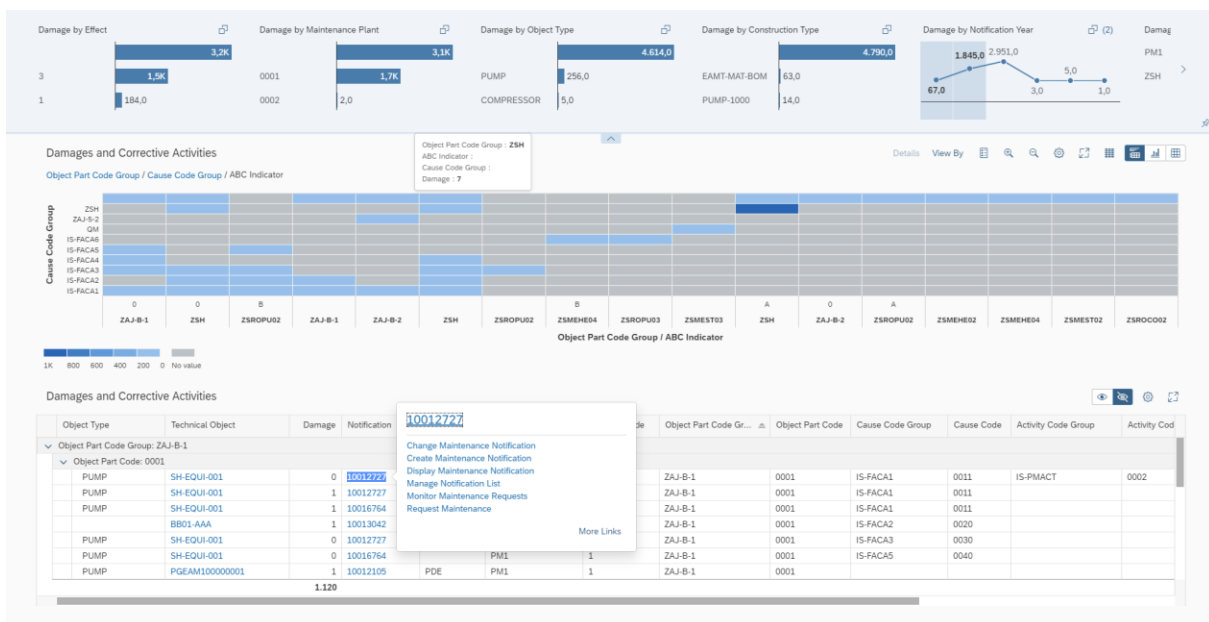 Damage by Effect
3,2K
3 1,5K
1 184,0
Damage by Maintenance Plant
3,1K
0001 1,7K
0002 2,0
Damage by Object Type
4.614,0
PUMP 256,0
COMPRESSOR 5,0
Damage by Construction Type
4.790,0
EAMT-MAT-BOM 63,0
PUMP-1000 14,0
Damage by Notification Year (2)
67,0 1.845,0 2.951,0 3,0 5,0 1,0
Damag
PM1
ZSH
Damages and Corrective Activities
Object Part Code Group / Cause Code Group / ABC Indicator
Object Part Code Group : ZSH
ABC Indicator :
Cause Code Group :
Damage : 7
Details View By
Cause Code Group
ZSH
ZAJ-5-2
QM
IS-FACA6
IS-FACA5
IS-FACA4
IS-FACA3
IS-FACA2
IS-FACA1
0 0 B B A 0 A
ZAJ-B-1 ZSH ZSROPU02 ZAJ-B-1 ZAJ-B-2 ZSH ZSROPU02 ZSMEHE04 ZSROPU03 ZSMEST03 ZSH ZAJ-B-2 ZSROPU02 ZSMEHE02 ZSMEHE04 ZSMEST02 ZSROCO02
Object Part Code Group / ABC Indicator
1K 800 600 400 200 0 No value
Damages and Corrective Activities
Object Type Technical Object Damage Notification de Object Part Code Gr... Object Part Code Cause Code Group Cause Code Activity Code Group Activity Cod
Object Part Code Group: ZAJ-B-1
Object Part Code: 0001
PUMP SH-EQUI-001 0 10012727 ZAJ-B-1 0001 IS-FACA1 0011 IS-PMACT 0002
PUMP SH-EQUI-001 1 10012727 ZAJ-B-1 0001 IS-FACA1 0011
PUMP SH-EQUI-001 1 10016764 ZAJ-B-1 0001 IS-FACA1 0011
BB01-AAA 1 10013042 ZAJ-B-1 0001 IS-FACA2 0020
PUMP SH-EQUI-001 0 10012727 ZAJ-B-1 0001 IS-FACA3 0030
PUMP SH-EQUI-001 0 10016764 PM1 1 ZAJ-B-1 0001 IS-FACA5 0040
PUMP PGEAM100000001 1 10012105 PDE PM1 1 ZAJ-B-1 0001
1.120
10012727
Change Maintenance Notification
Create Maintenance Notification
Display Maintenance Notification
Manage Notification List
Monitor Maintenance Requests
Request Maintenance
More Links